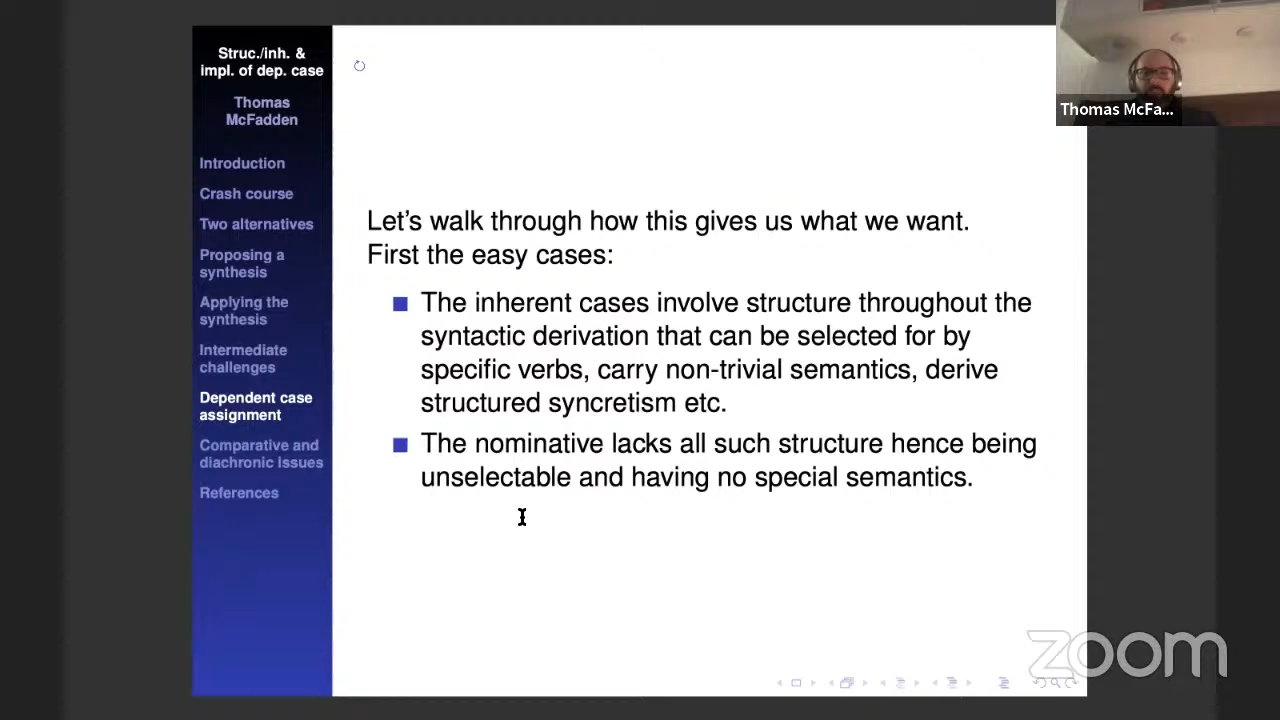 Struc./inh. &
impl. of dep. case
Thomas
McFadden
Introduction
Crash course
Two alternatives
Proposing a
synthesis
Applying the
synthesis
Intermediate
challenges
Dependent case
assignment
Comparative and
diachronic issues
References
Let's walk through how this gives us what we want.
First the easy cases:
The inherent cases involve structure throughout the
syntactic derivation that can be selected for by
specific verbs, carry non-trivial semantics, derive
structured syncretism etc.
The nominative lacks all such structure hence being
unselectable and having no special semantics.
Thomas McFa...
zoom